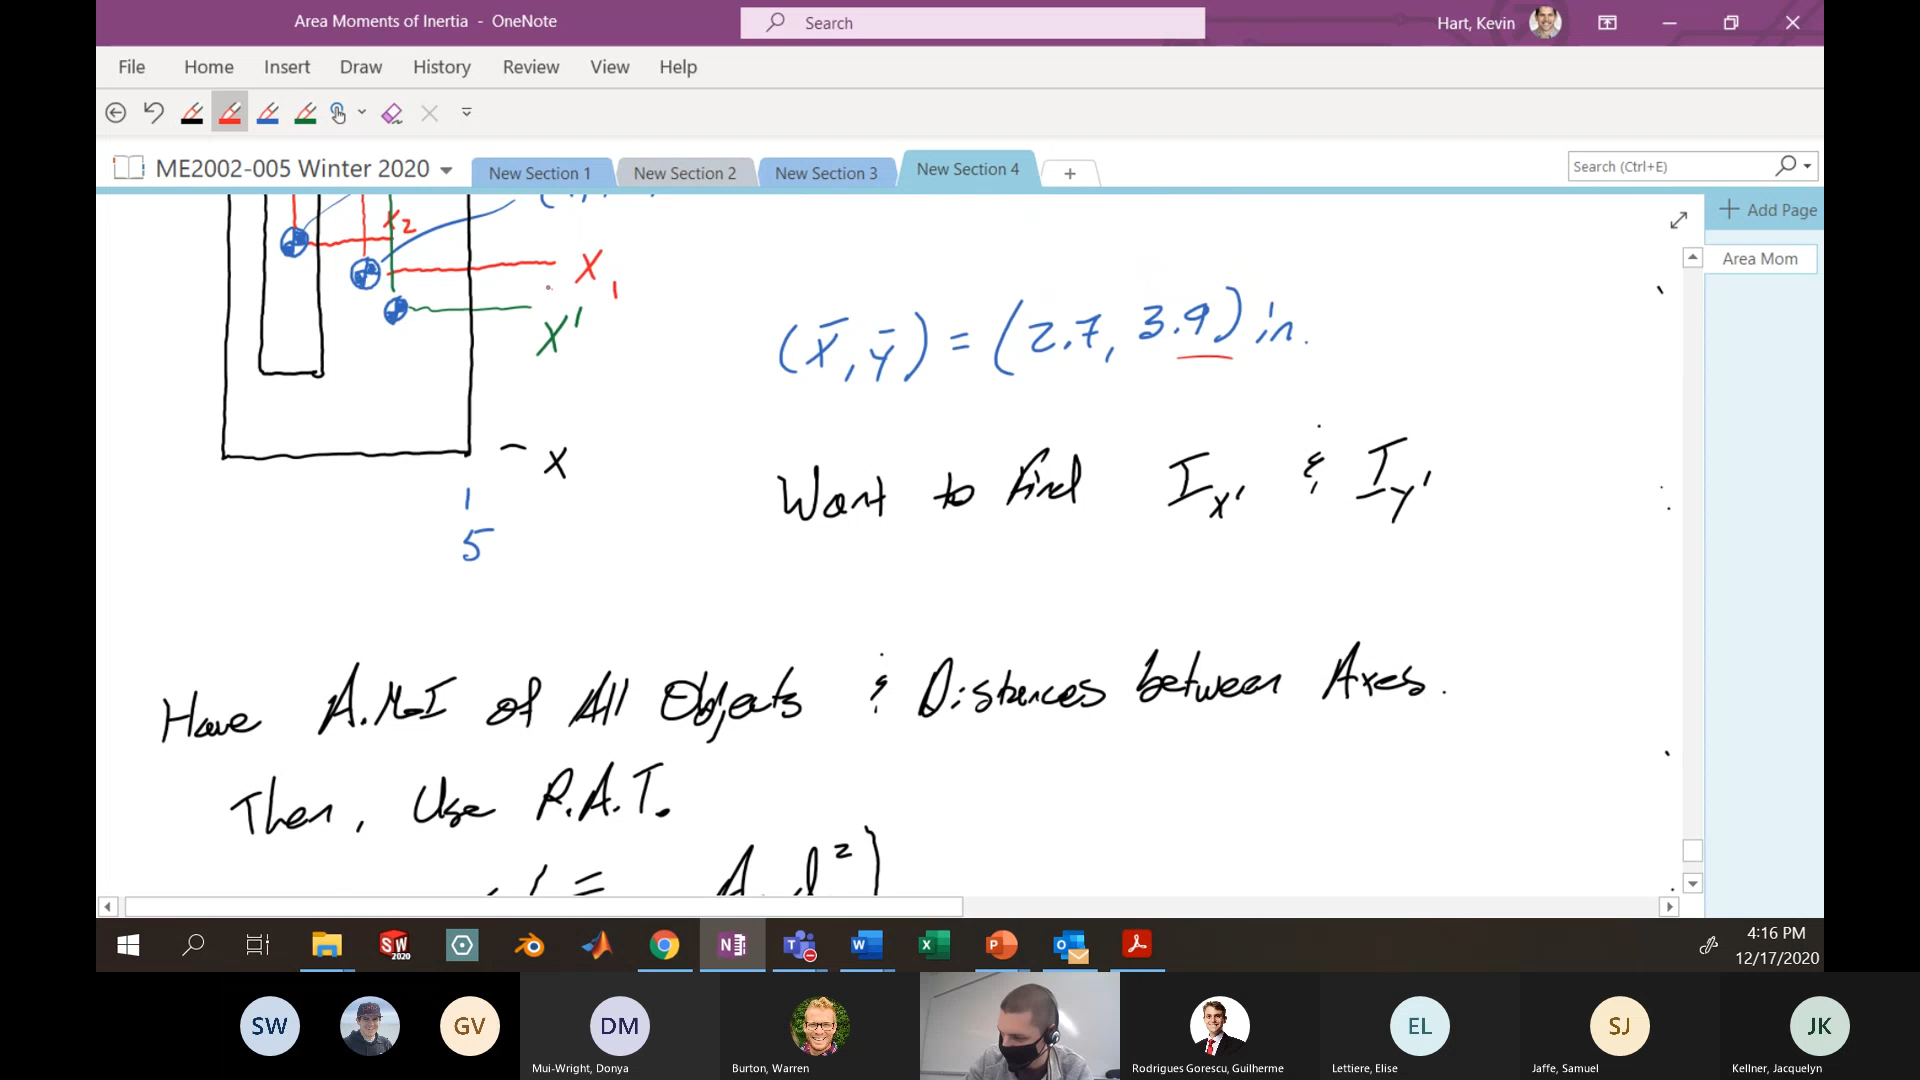 Area Moments of Inertia - OneNote
Search
Hart, Kevin
File Home Insert Draw History Review View Help
ME2002-005 Winter 2020
New Section 1
New Section 2
New Section 3
New Section 4
+
Search (Ctrl+E)
Add Page
Area Mom
X2
X1
X'
(X̄, Ȳ) = (2.7, 3.9) in.
X
5
Want to find Ix' & IY'
Have A.M.I of All Objects & Distances between Axes.
Then, Use P.A.T.
' = A d²)
SW
2020
4:16 PM
12/17/2020
SW
GV
DM
EL
SJ
JK
Mui-Wright, Donya
Burton, Warren
Rodrigues Gorescu, Guilherme
Lettiere, Elise
Jaffe, Samuel
Kellner, Jacquelyn